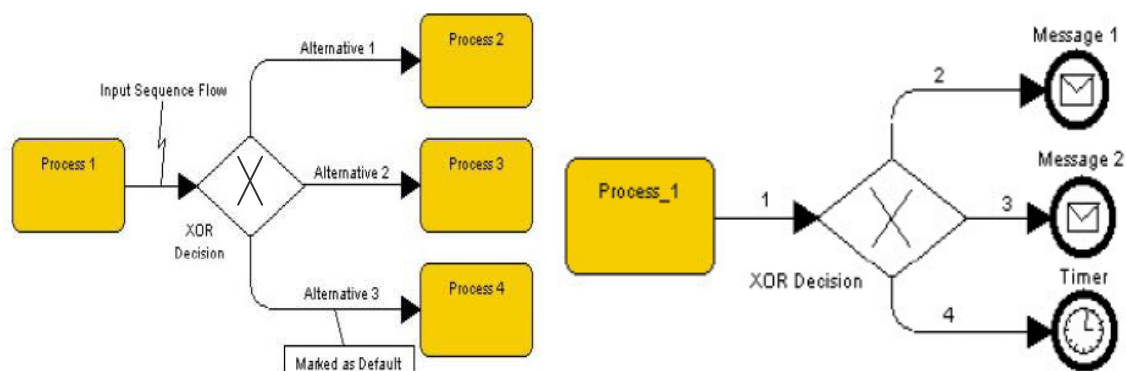 Alternative 1
Process 2
Input Sequence Flow
Process 1
Alternative 2
Process 3
XOR
Decision
Alternative 3
Process 4
Marked as Default
Message 1
2
Process_1
1
Message 2
3
XOR Decision
Timer
4